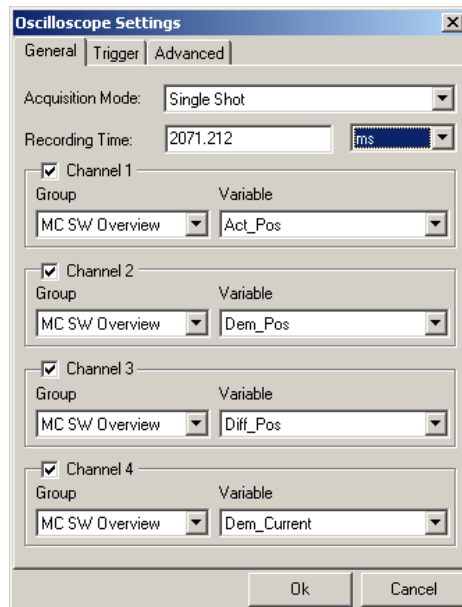 Oscilloscope Settings
General Trigger Advanced
Acquisition Mode: Single Shot
Recording Time: 2071.212 ms
Channel 1
Group Variable
MC SW Overview Act_Pos
Channel 2
Group Variable
MC SW Overview Dem_Pos
Channel 3
Group Variable
MC SW Overview Diff_Pos
Channel 4
Group Variable
MC SW Overview Dem_Current
Ok Cancel